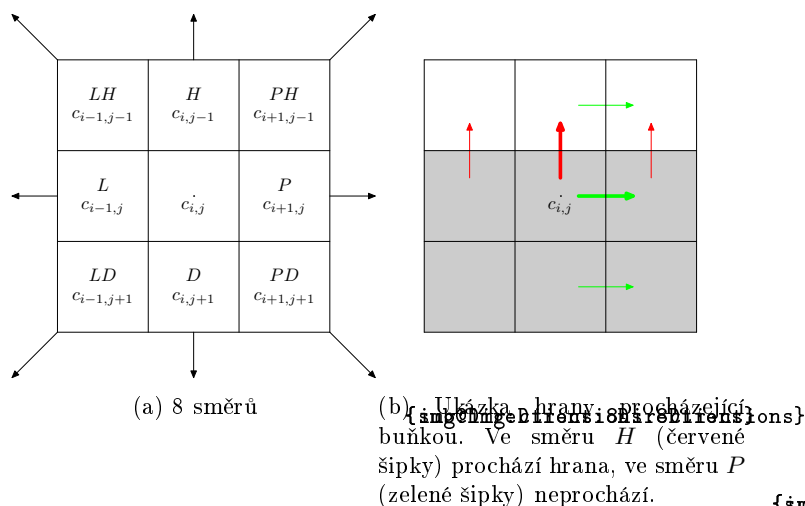 LH H PH
c_{i-1,j-1} c_{i,j-1} c_{i+1,j-1}
L . P
c_{i-1,j} c_{i,j} c_{i+1,j}
LD D PD
c_{i-1,j+1} c_{i,j+1} c_{i+1,j+1}
(a) 8 směrů
.
c_{i,j}
(b) Ukázka hrany procházející
buňkou. Ve směru H (červené
šipky) prochází hrana, ve směru P
(zelené šipky) neprochází.